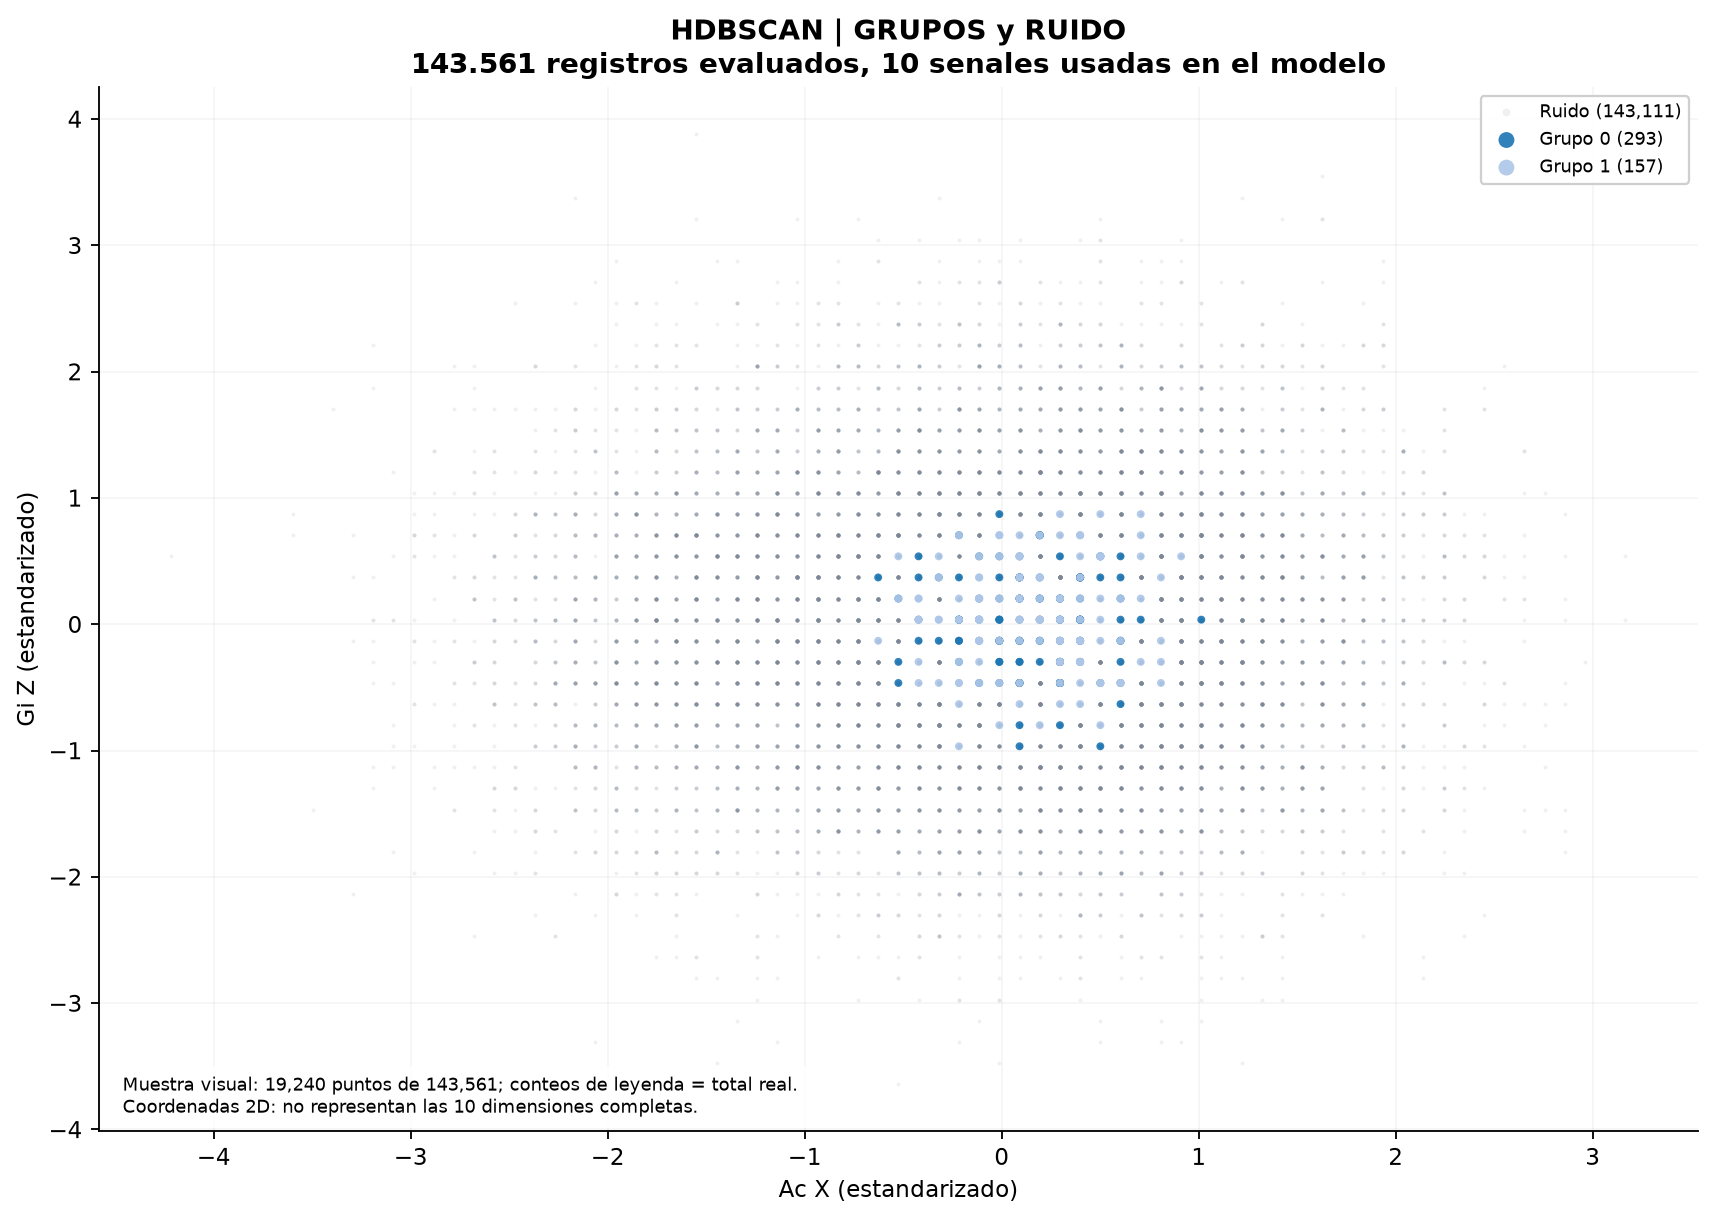 HDBSCAN | GRUPOS y RUIDO
143.561 registros evaluados, 10 senales usadas en el modelo
Ruido (143,111)
Grupo 0 (293)
Grupo 1 (157)
Gi Z (estandarizado)
4
3
2
1
0
−1
−2
−3
−4
Muestra visual: 19,240 puntos de 143,561; conteos de leyenda = total real.
Coordenadas 2D: no representan las 10 dimensiones completas.
−4 −3 −2 −1 0 1 2 3
Ac X (estandarizado)